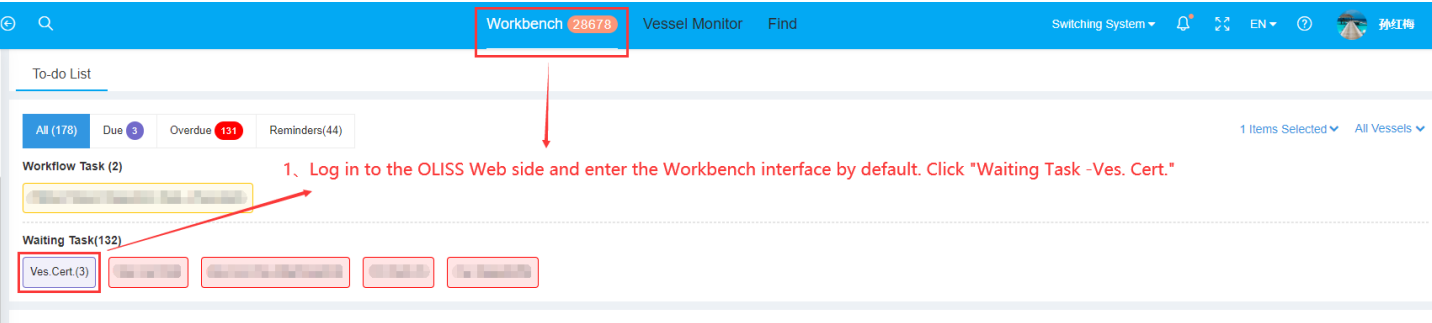 Workbench 28678 Vessel Monitor Find Switching System EN 孙红梅
To-do List
All (178) Due 3 Overdue 131 Reminders(44) 1 Items Selected All Vessels
Workflow Task (2)
1、Log in to the OLISS Web side and enter the Workbench interface by default. Click "Waiting Task -Ves. Cert."
Waiting Task(132)
Ves.Cert.(3)